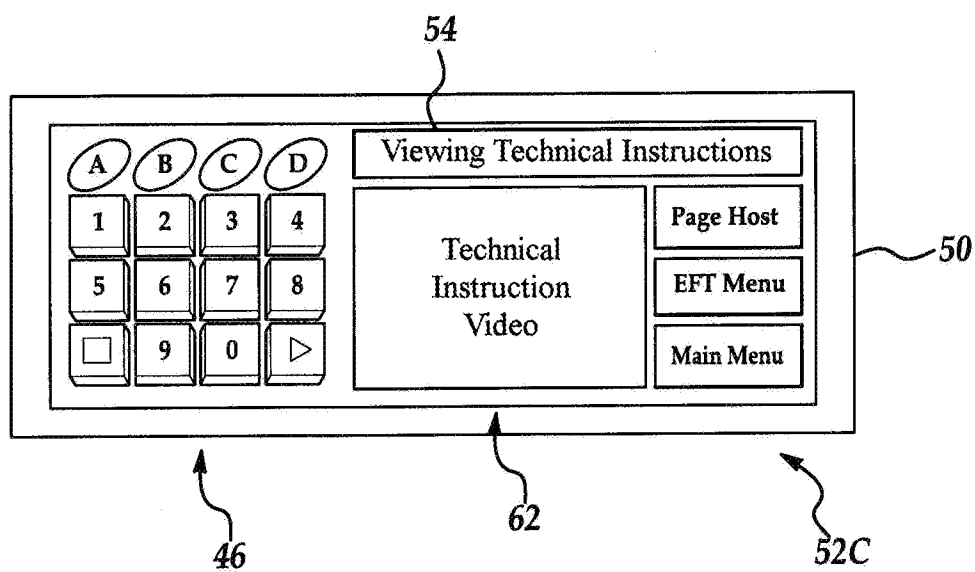 54
A B C D
Viewing Technical Instructions
1 2 3 4
5 6 7 8
9 0
Technical
Instruction
Video
Page Host
EFT Menu
Main Menu
50
46
62
52C